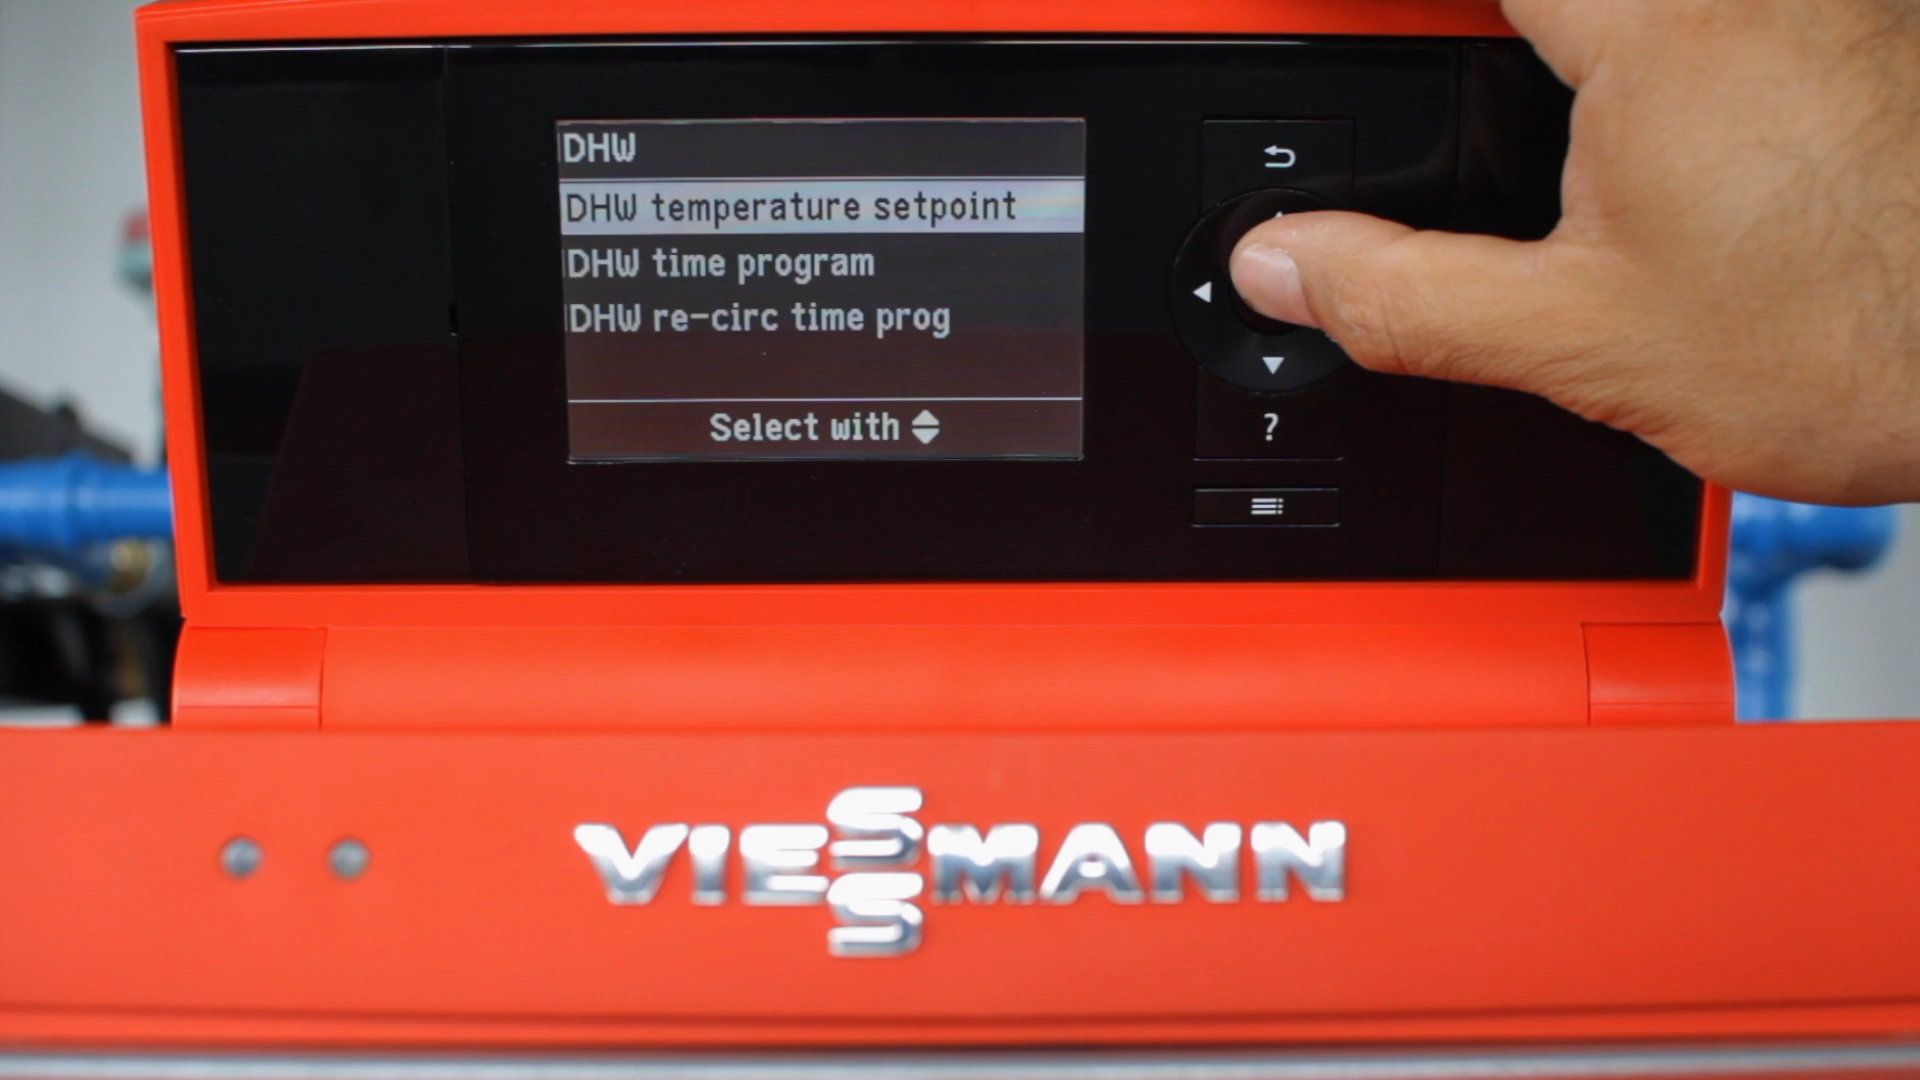 DHW
DHW temperature setpoint
DHW time program
DHW re-circ time prog
Select with
?
VIESSMANN